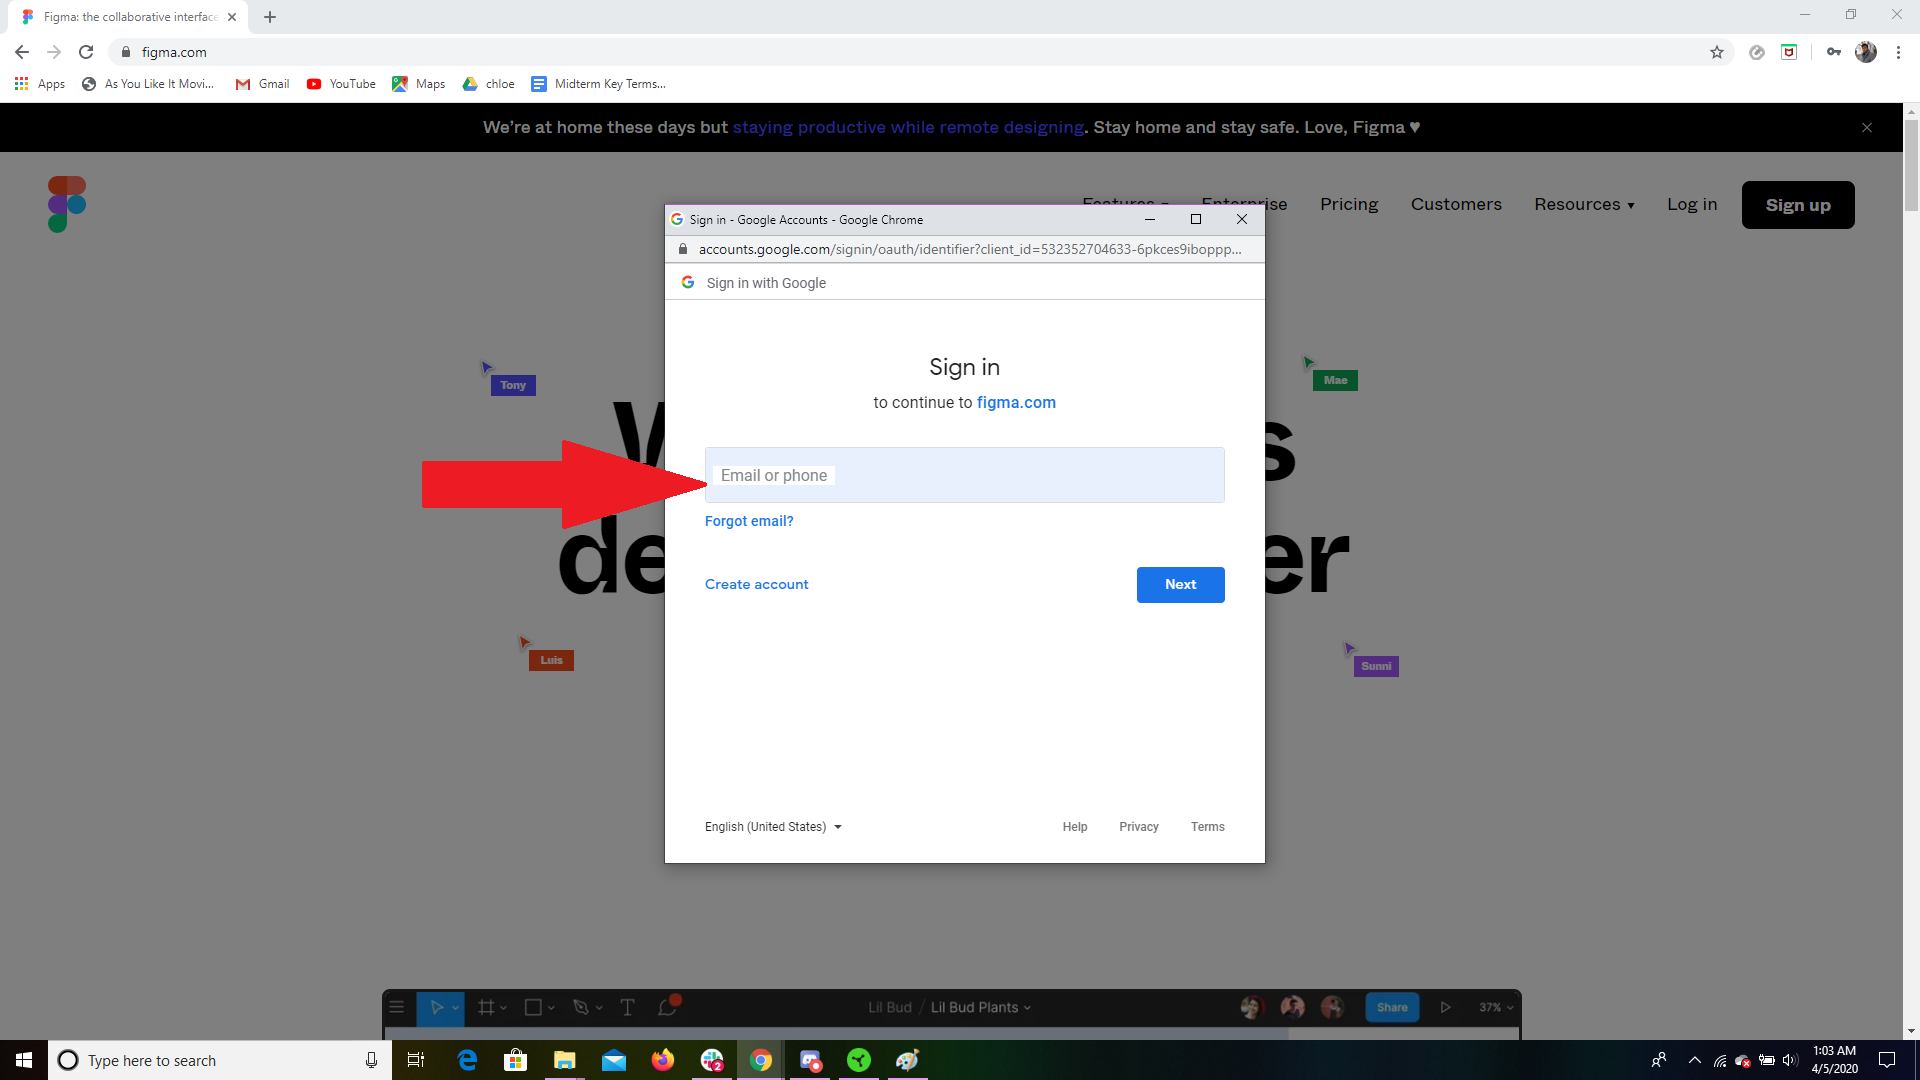 Figma: the collaborative interface
figma.com
Apps
As You Like It Movi...
Gmail
YouTube
Maps
chloe
Midterm Key Terms...
We're at home these days but staying productive while remote designing. Stay home and stay safe. Love, Figma ♥
Features
Enterprise
Pricing
Customers
Resources
Log in
Sign up
Sign in - Google Accounts - Google Chrome
accounts.google.com/signin/oauth/identifier?client_id=532352704633-6pkces9iboppp...
Sign in with Google
Sign in
to continue to figma.com
Email or phone
Forgot email?
Create account
Next
English (United States)
Help
Privacy
Terms
Tony
Mae
Luis
Sunni
Lil Bud / Lil Bud Plants
Share
37%
Type here to search
2
1:03 AM
4/5/2020